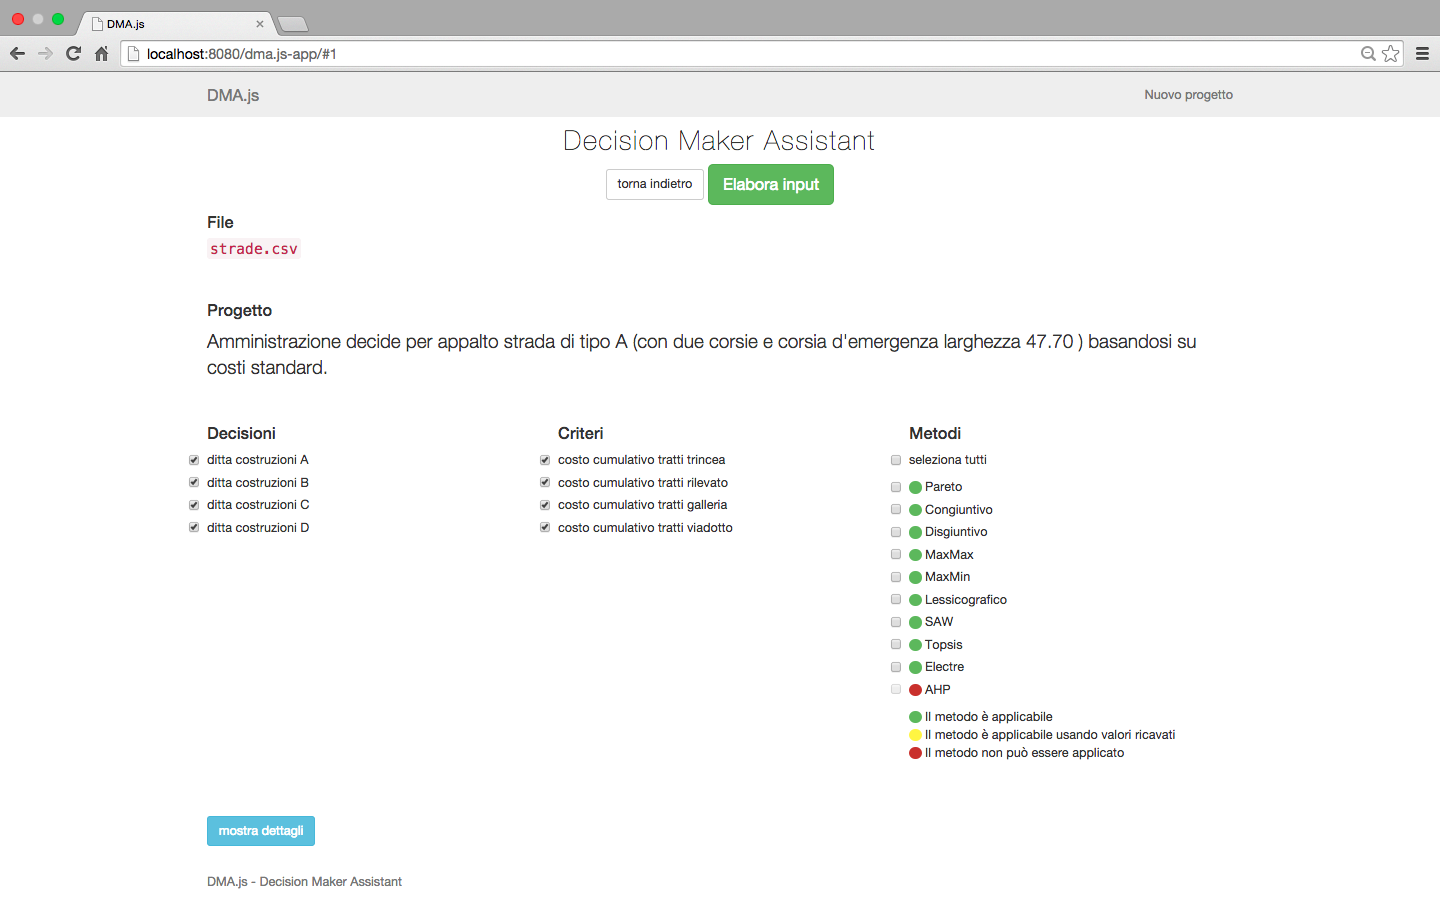 DMA.js
localhost:8080/dma.js-app/#1
DMA.js
Nuovo progetto
Decision Maker Assistant
torna indietro
Elabora input
File
strade.csv
Progetto
Amministrazione decide per appalto strada di tipo A (con due corsie e corsia d'emergenza larghezza 47.70 ) basandosi su
costi standard.
Decisioni
ditta costruzioni A
ditta costruzioni B
ditta costruzioni C
ditta costruzioni D
Criteri
costo cumulativo tratti trincea
costo cumulativo tratti rilevato
costo cumulativo tratti galleria
costo cumulativo tratti viadotto
Metodi
seleziona tutti
Pareto
Congiuntivo
Disgiuntivo
MaxMax
MaxMin
Lessicografico
SAW
Topsis
Electre
AHP
Il metodo è applicabile
Il metodo è applicabile usando valori ricavati
Il metodo non può essere applicato
mostra dettagli
DMA.js - Decision Maker Assistant